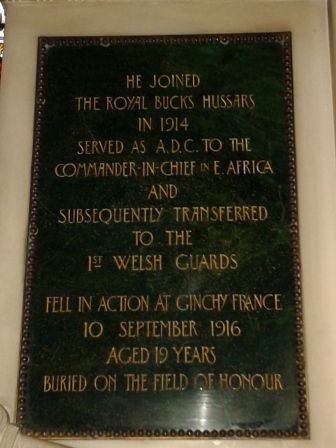 HE JOINED
THE ROYAL BUCKS HUSSARS
IN 1914
SERVED AS A.D.C. TO THE
COMMANDER-IN-CHIEF IN E. AFRICA
AND
SUBSEQUENTLY TRANSFERRED
TO THE
1ST WELSH GUARDS
FELL IN ACTION AT GINCHY FRANCE
10 SEPTEMBER 1916
AGED 19 YEARS
BURIED ON THE FIELD OF HONOUR